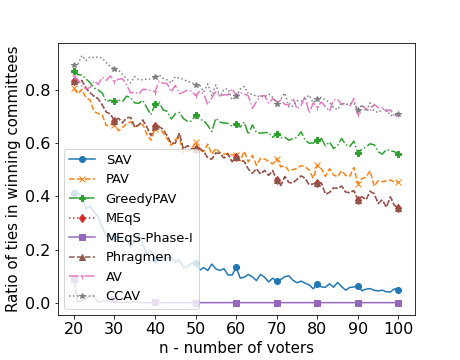 Ratio of ties in winning committees
0.8
0.6
0.4
0.2
0.0
SAV
PAV
GreedyPAV
MEqS
MEqS-Phase-I
Phragmen
AV
CCAV
20 30 40 50 60 70 80 90 100
n - number of voters